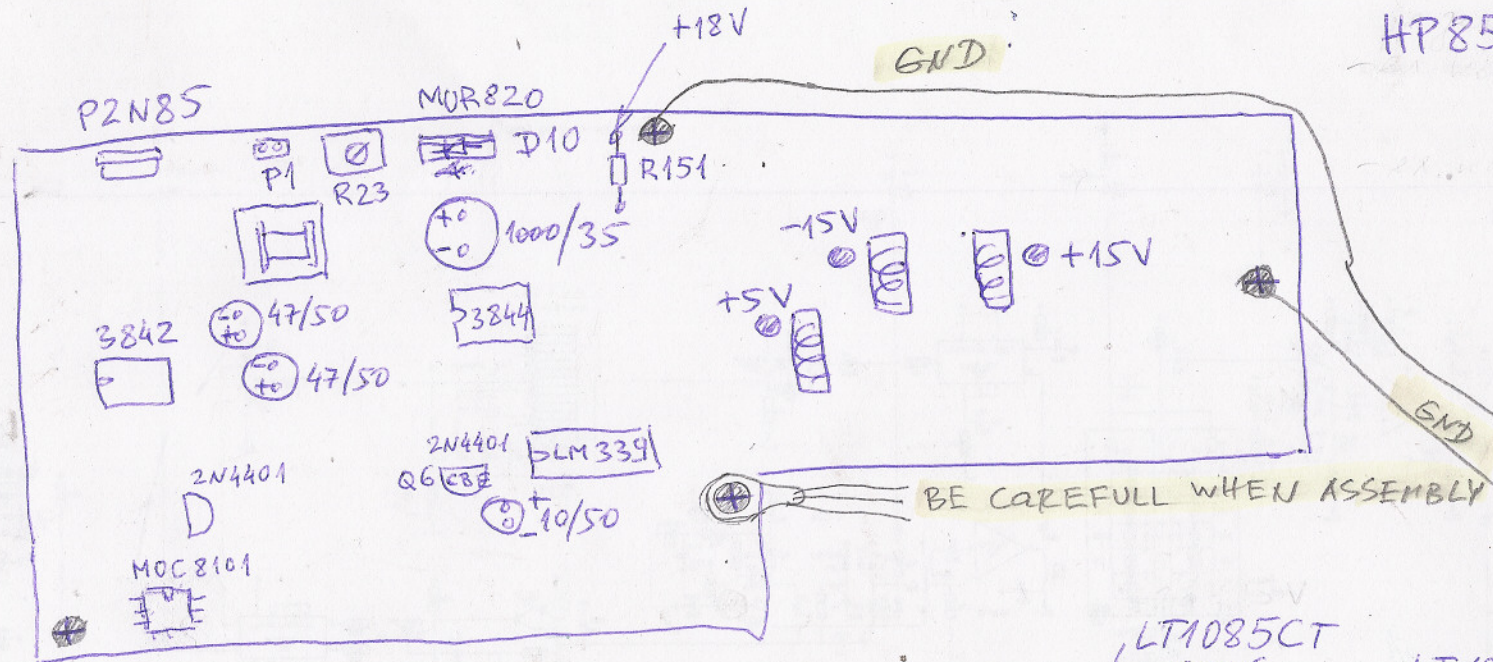 +18V
HP85
GND
P2N85
MUR820
D10
P1
R23
R151
1000/35
-15V
+15V
+5V
47/50
3844
3842
47/50
2N4401
LM339
Q6
C8E
2N4401
+
-10/50
BE CAREFULL WHEN ASSEMBLY
GND
MOC8101
LT1085CT